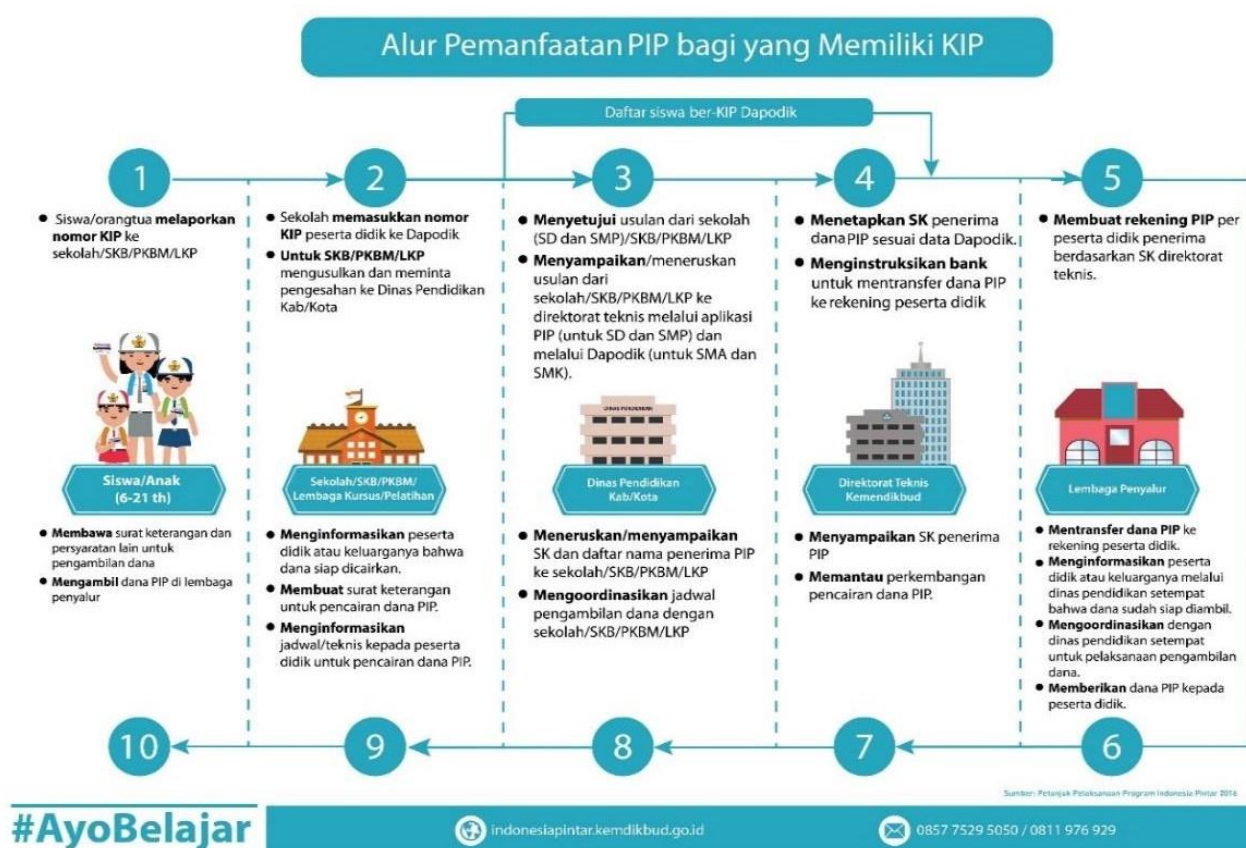 Alur Pemanfaatan PIP bagi yang Memiliki KIP
Daftar siswa ber-KIP Dapodik
1
● Siswa/orangtua melaporkan
nomor KIP ke
sekolah/SKB/PKBM/LKP
2
● Sekolah memasukkan nomor
KIP peserta didik ke Dapodik
● Untuk SKB/PKBM/LKP
mengusulkan dan meminta
pengesahan ke Dinas Pendidikan
Kab/Kota
3
● Menyetujui usulan dari sekolah
(SD dan SMP)/SKB/PKBM/LKP
● Menyampaikan/meneruskan
usulan dari
sekolah/SKB/PKBM/LKP ke
direktorat teknis melalui aplikasi
PIP (untuk SD dan SMP) dan
melalui Dapodik (untuk SMA dan
SMK).
4
● Menetapkan SK penerima
dana PIP sesuai data Dapodik.
● Menginstruksikan bank
untuk mentransfer dana PIP
ke rekening peserta didik
5
● Membuat rekening PIP per
peserta didik penerima
berdasarkan SK direktorat
teknis.
DINAS PENDIDIKAN
Siswa/Anak
(6-21 th)
Sekolah/SKB/PKBM/
Lembaga Kursus/Pelatihan
Dinas Pendidikan
Kab/Kota
Direktorat Teknis
Kemendikbud
Lembaga Penyalur
● Membawa surat keterangan dan
persyaratan lain untuk
pengambilan dana
● Mengambil dana PIP di lembaga
penyalur
10
● Menginformasikan peserta
didik atau keluarganya bahwa
dana siap dicairkan.
● Membuat surat keterangan
untuk pencairan dana PIP.
● Menginformasikan
jadwal/teknis kepada peserta
didik untuk pencairan dana PIP.
9
● Meneruskan/menyampaikan
SK dan daftar nama penerima PIP
ke sekolah/SKB/PKBM/LKP
● Mengoordinasikan jadwal
pengambilan dana dengan
sekolah/SKB/PKBM/LKP
8
● Menyampaikan SK penerima
PIP
● Memantau perkembangan
pencairan dana PIP.
7
● Mentransfer dana PIP ke
rekening peserta didik.
● Menginformasikan peserta
didik atau keluarganya melalui
dinas pendidikan setempat
bahwa dana sudah siap diambil.
● Mengoordinasikan dengan
dinas pendidikan setempat
untuk pelaksanaan pengambilan
dana.
● Memberikan dana PIP kepada
peserta didik.
6
Sumber: Petunjuk Pelaksanaan Program Indonesia Pintar 2016
#AyoBelajar
indonesiapintar.kemdikbud.go.id
0857 7529 5050 / 0811 976 929